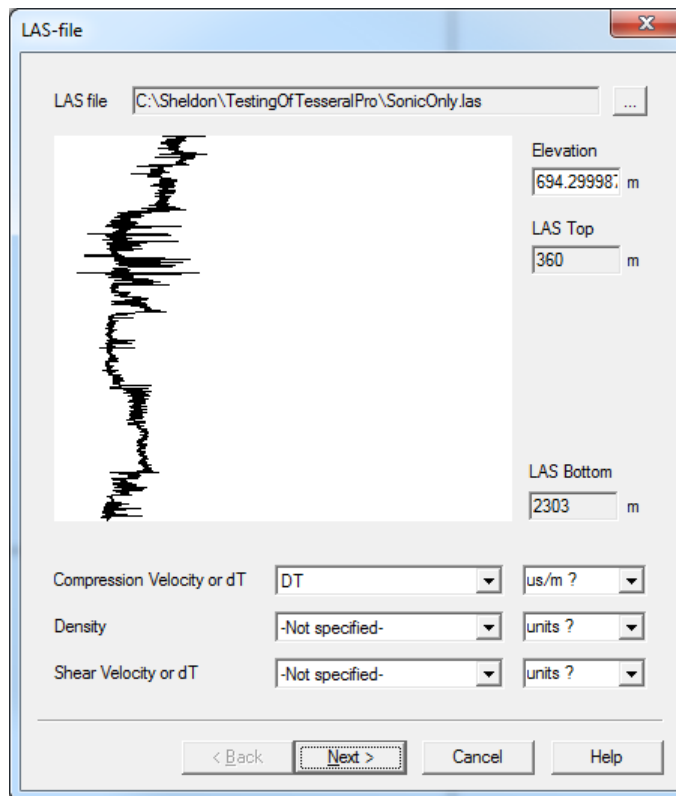 LAS-file
LAS file C:\Sheldon\TestingOfTesseralPro\SonicOnly.las ...
Elevation
694.299987 m
LAS Top
360 m
LAS Bottom
2303 m
Compression Velocity or dT DT us/m ?
Density -Not specified- units ?
Shear Velocity or dT -Not specified- units ?
< Back Next > Cancel Help